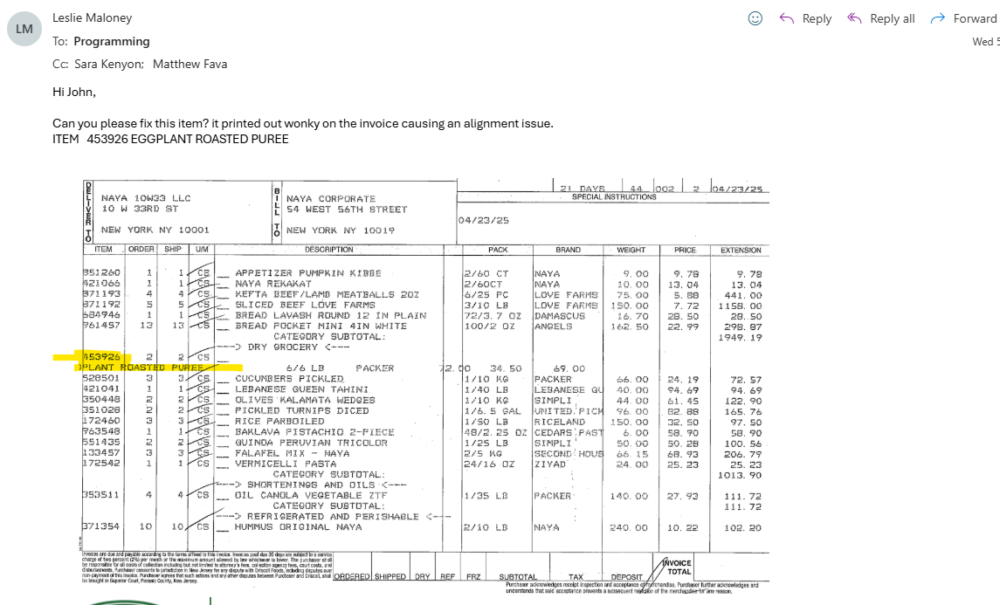 LM
Leslie Maloney
Reply Reply all Forward
To: Programming
Wed 5
Cc: Sara Kenyon; Matthew Fava
Hi John,
Can you please fix this item? it printed out wonky on the invoice causing an alignment issue.
ITEM 453926 EGGPLANT ROASTED PUREE
DELIVER TO
NAYA 10W33 LLC
10 W 33RD ST
NEW YORK NY 10001
BILL TO
NAYA CORPORATE
54 WEST 56TH STREET
NEW YORK NY 10019
21 DAYS 44 002 2 04/23/25
SPECIAL INSTRUCTIONS
04/23/25
ITEM ORDER SHIP U/M DESCRIPTION PACK BRAND WEIGHT PRICE EXTENSION
351260 1 1 CS __ APPETIZER PUMPKIN KIBBE 2/60 CT NAYA 9.00 9.78 9.78
421066 1 1 CS __ NAYA REKAKAT 2/60CT NAYA 10.00 13.04 13.04
871193 4 4 CS __ KEFTA BEEF/LAMB MEATBALLS 2OZ 6/25 PC LOVE FARMS 75.00 5.88 441.00
871192 5 5 CS __ SLICED BEEF LOVE FARMS 3/10 LB LOVE FARMS 150.00 7.72 1158.00
684946 1 1 CS __ BREAD LAVASH ROUND 12 IN PLAIN 72/3.7 OZ DAMASCUS 16.70 28.50 28.50
961457 13 13 CS __ BREAD POCKET MINI 4IN WHITE 100/2 OZ ANGELS 162.50 22.99 298.87
CATEGORY SUBTOTAL: 1949.19
---> DRY GROCERY <---
453926 2 2 CS __
PLANT ROASTED PUREE 6/6 LB PACKER 72.00 34.50 69.00
528501 3 3 CS __ CUCUMBERS PICKLED 1/10 KG PACKER 66.00 24.19 72.57
421041 1 1 CS __ LEBANESE QUEEN TAHINI 1/40 LB LEBANESE QU 40.00 94.69 94.69
350448 2 2 CS __ OLIVES KALAMATA WEDGES 1/10 KG SIMPLI 44.00 61.45 122.90
351028 2 2 CS __ PICKLED TURNIPS DICED 1/6.5 GAL UNITED PICK 96.00 82.88 165.76
172460 3 3 CS __ RICE PARBOILED 1/50 LB RICELAND 150.00 32.50 97.50
963548 1 1 CS __ BAKLAVA PISTACHIO 2-PIECE 48/2.25 OZ CEDARS PAST 6.00 58.90 58.90
551435 2 2 CS __ QUINOA PERUVIAN TRICOLOR 1/25 LB SIMPLI 50.00 50.28 100.56
133457 3 3 CS __ FALAFEL MIX - NAYA 2/5 KG SECOND HOUS 66.15 68.93 206.79
172542 1 1 CS __ VERMICELLI PASTA 24/16 OZ ZIYAD 24.00 25.23 25.23
CATEGORY SUBTOTAL: 1013.90
---> SHORTENINGS AND OILS <---
353511 4 4 CS __ OIL CANOLA VEGETABLE ZTF 1/35 LB PACKER 140.00 27.93 111.72
CATEGORY SUBTOTAL: 111.72
---> REFRIGERATED AND PERISHABLE <---
371354 10 10 CS __ HUMMUS ORIGINAL NAYA 2/10 LB NAYA 240.00 10.22 102.20
Invoices are due and payable according to the terms affixed to this invoice. Invoices past due 30 days are subject to a service
charge of two percent (2%) per month or the maximum amount allowed by law whichever is lower. The purchaser shall
be responsible for all costs of collection including but not limited to attorney's fees, collection agency fees, court costs, and
disbursements. Purchaser consents to jurisdiction in New Jersey for any dispute with Driscoll Foods, including disputes over
non-payment of this invoice. Purchaser agrees that such actions and any other disputes between Purchaser and Driscoll, shall
be brought in Superior Court, Passaic County, New Jersey.
ORDERED SHIPPED DRY REF FRZ SUBTOTAL TAX DEPOSIT INVOICE TOTAL
Purchaser acknowledges receipt inspection and acceptance of merchandise. Purchaser further acknowledges and
understands that said acceptance prevents a subsequent rejection of the merchandise for any reason.